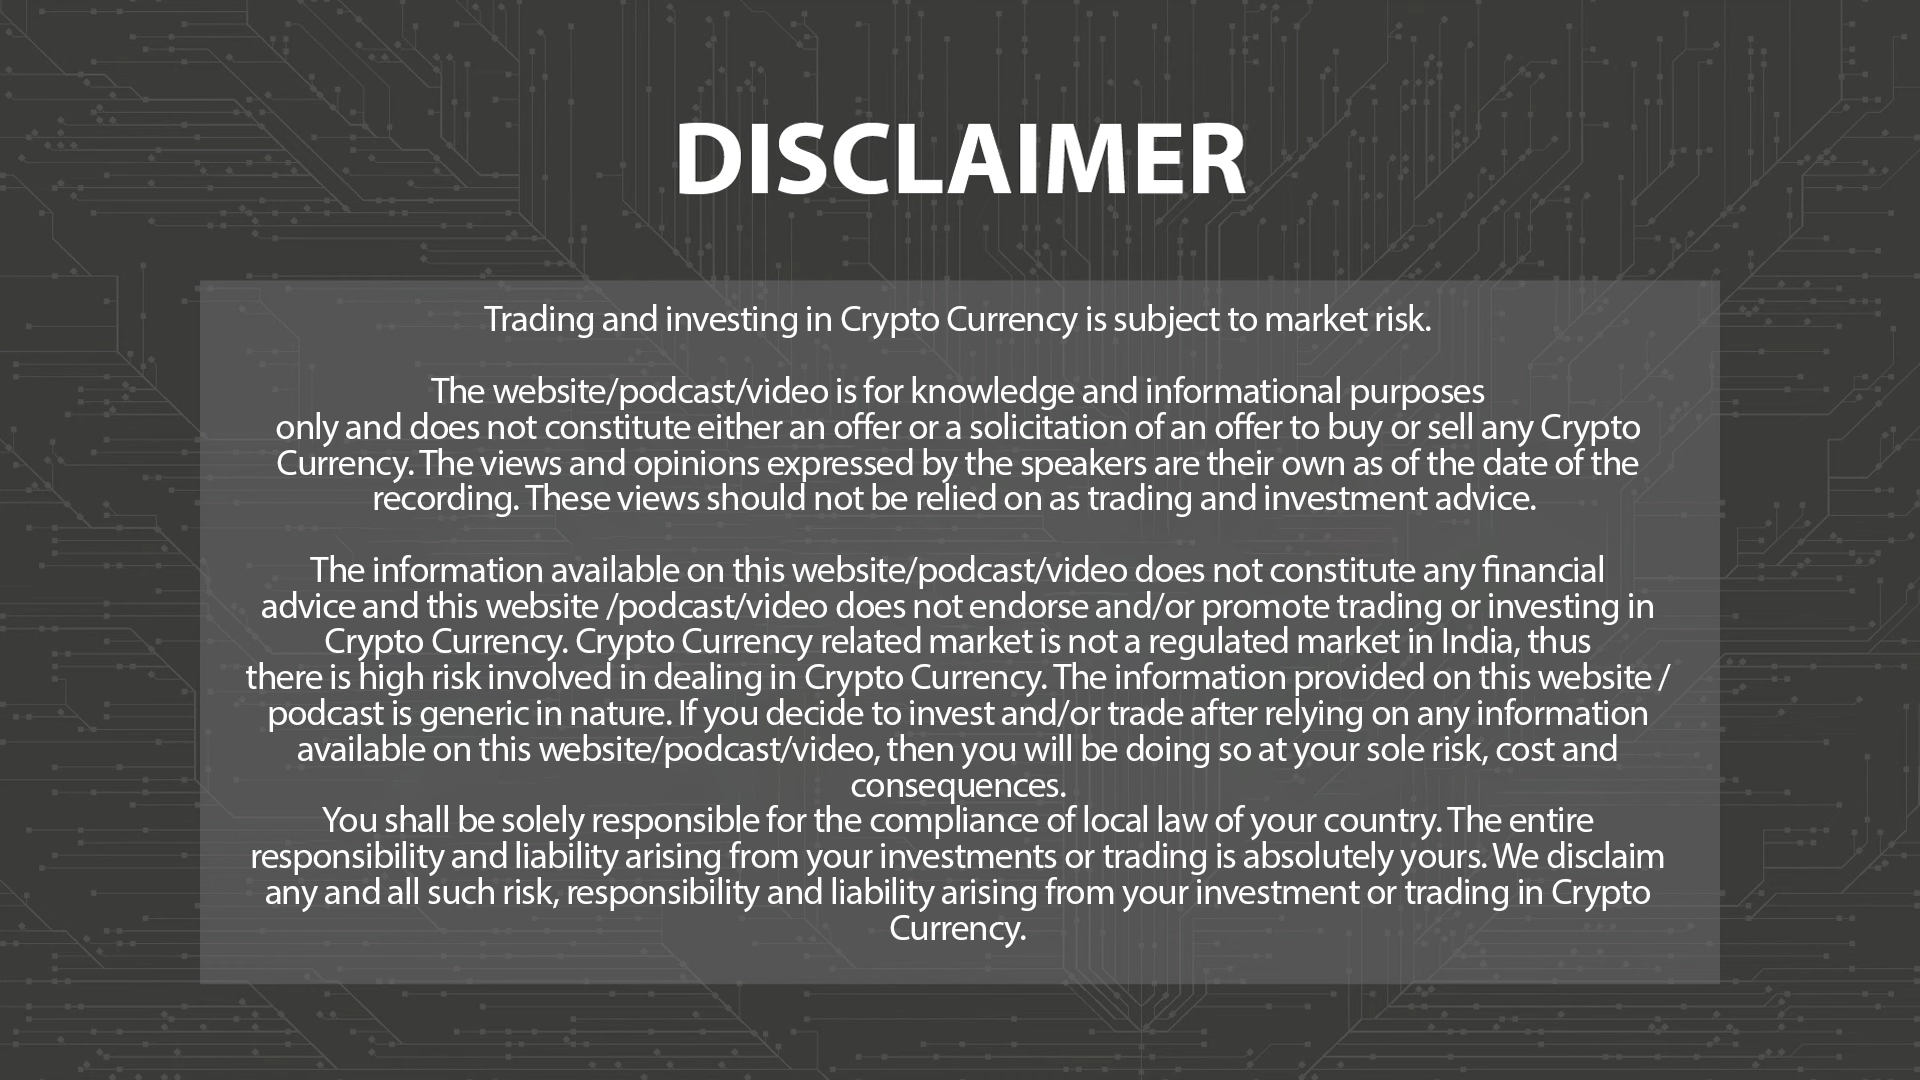 DISCLAIMER
Trading and investing in Crypto Currency is subject to market risk.
The website/podcast/video is for knowledge and informational purposes
only and does not constitute either an offer or a solicitation of an offer to buy or sell any Crypto
Currency. The views and opinions expressed by the speakers are their own as of the date of the
recording. These views should not be relied on as trading and investment advice.
The information available on this website/podcast/video does not constitute any financial
advice and this website /podcast/video does not endorse and/or promote trading or investing in
Crypto Currency. Crypto Currency related market is not a regulated market in India, thus
there is high risk involved in dealing in Crypto Currency. The information provided on this website /
podcast is generic in nature. If you decide to invest and/or trade after relying on any information
available on this website/podcast/video, then you will be doing so at your sole risk, cost and
consequences.
You shall be solely responsible for the compliance of local law of your country. The entire
responsibility and liability arising from your investments or trading is absolutely yours. We disclaim
any and all such risk, responsibility and liability arising from your investment or trading in Crypto
Currency.